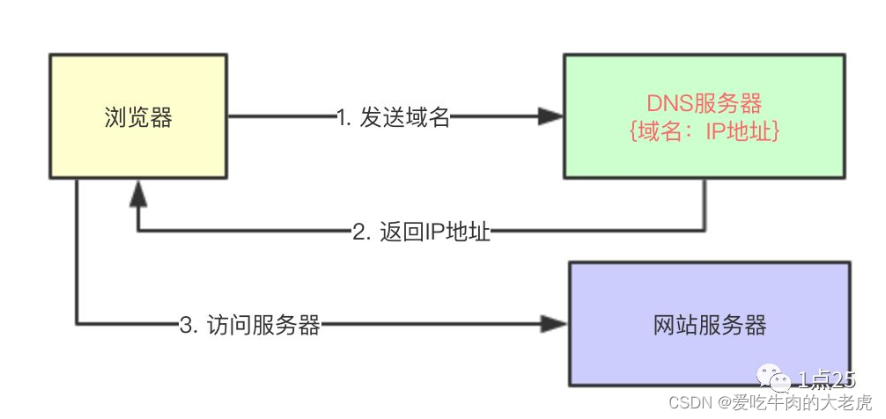 浏览器
1. 发送域名
DNS服务器
{域名：IP地址}
2. 返回IP地址
3. 访问服务器
网站服务器
1点25
CSDN @爱吃牛肉的大老虎